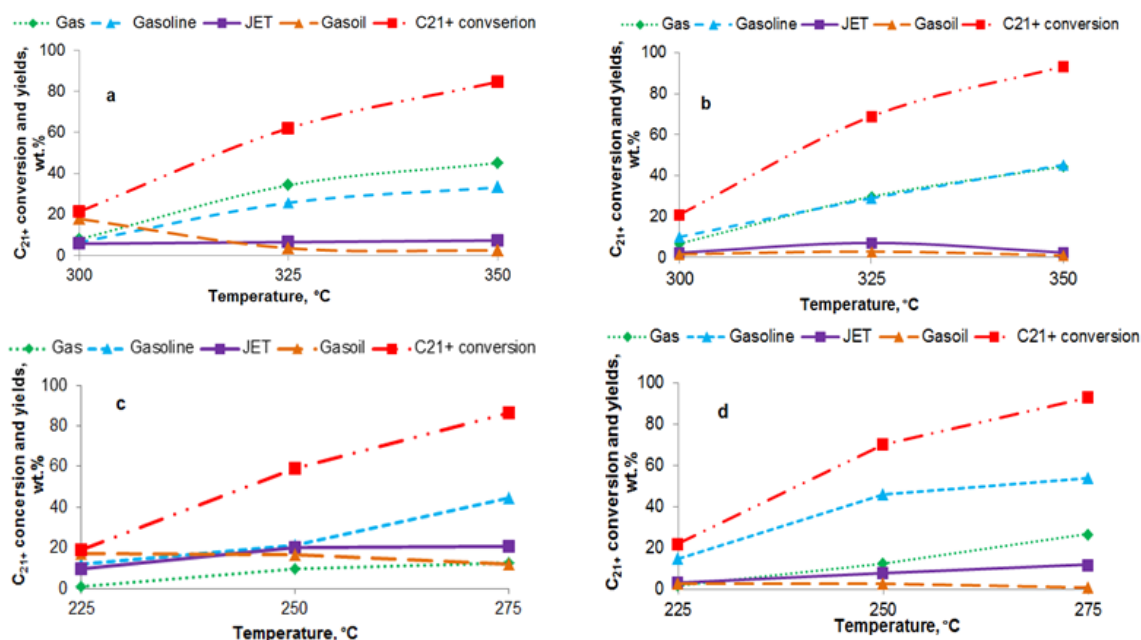 Gas Gasoline JET Gasoil C21+ convserion
C21+ conversion and yields, wt.%
100
80
60
40
20
0
a
300 325 350
Temperature, °C
Gas Gasoline JET Gasoil C21+ conversion
C21+ conversion and yields, wt.%
100
80
60
40
20
0
b
300 325 350
Temperature, °C
Gas Gasoline JET Gasoil C21+ conversion
C21+ concersion and yields, wt.%
100
80
60
40
20
0
c
225 250 275
Temperature, °C
Gas Gasoline JET Gasoil C21+ conversion
C21+ conversion and yields, wt.%
100
80
60
40
20
0
d
225 250 275
Temperature, °C